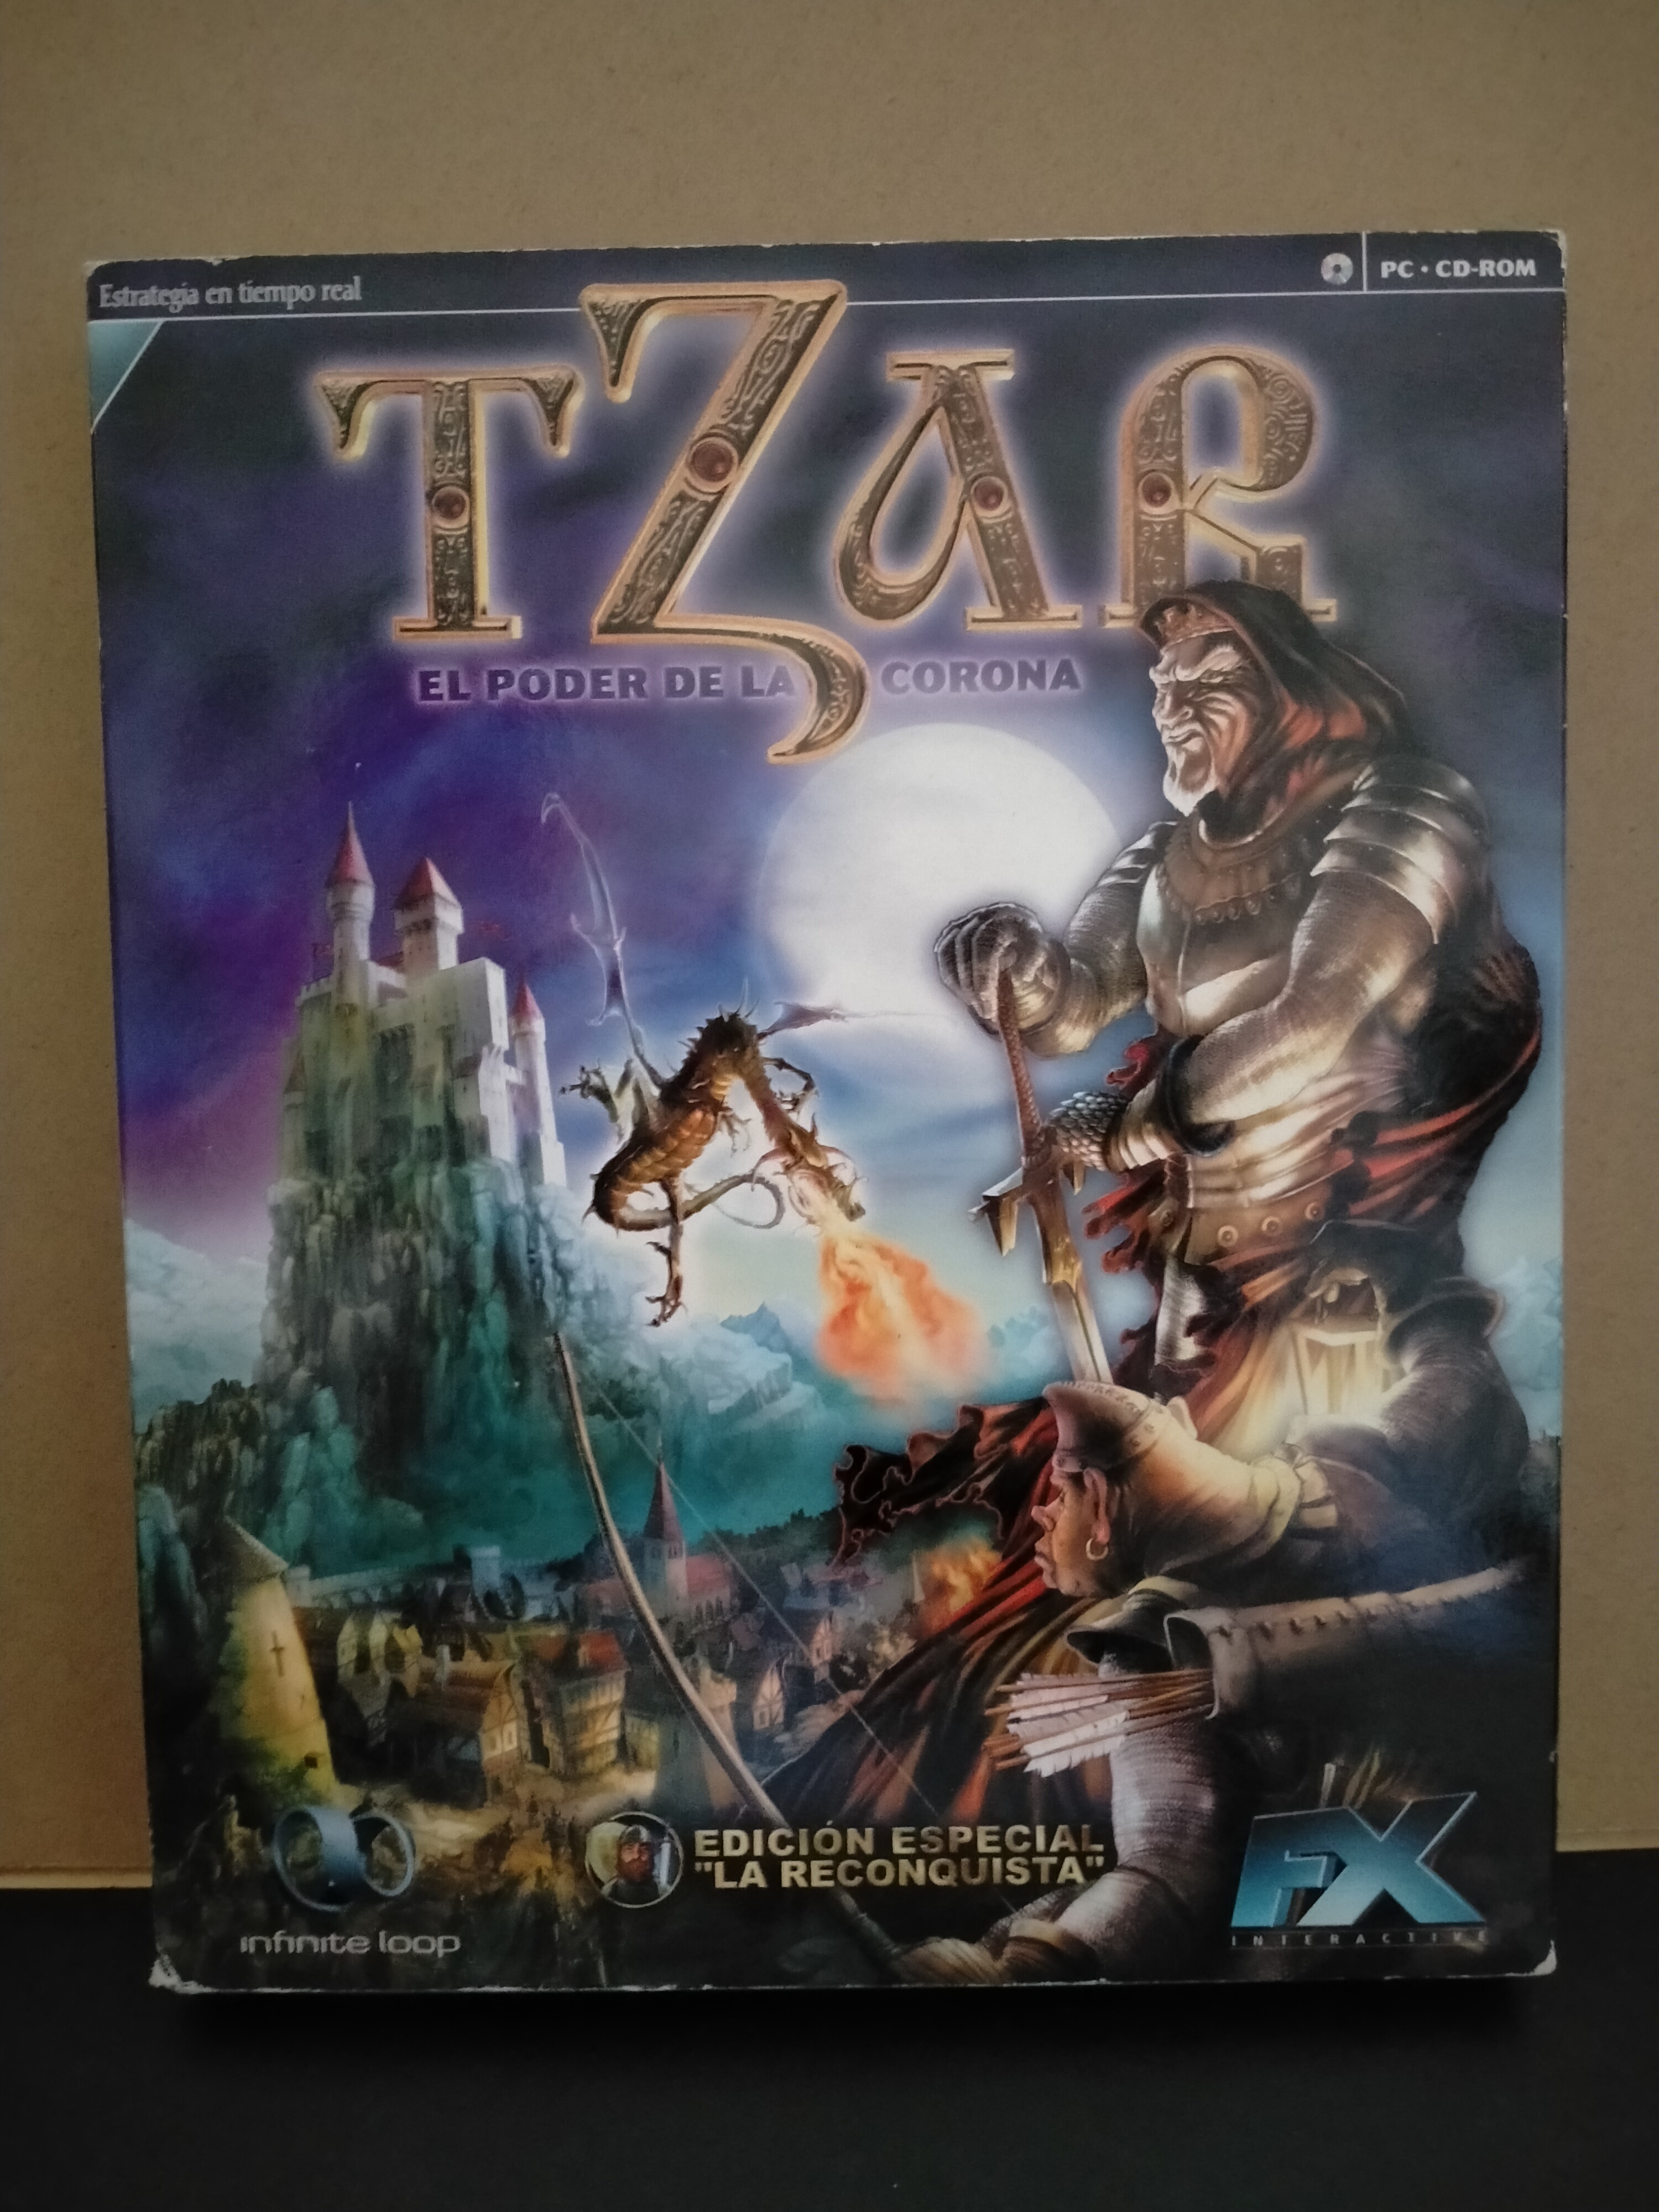 Estrategia en tiempo real
PC • CD-ROM
TZAR
EL PODER DE LA CORONA
EDICIÓN ESPECIAL
"LA RECONQUISTA"
infinite loop
FX
INTERACTIVE